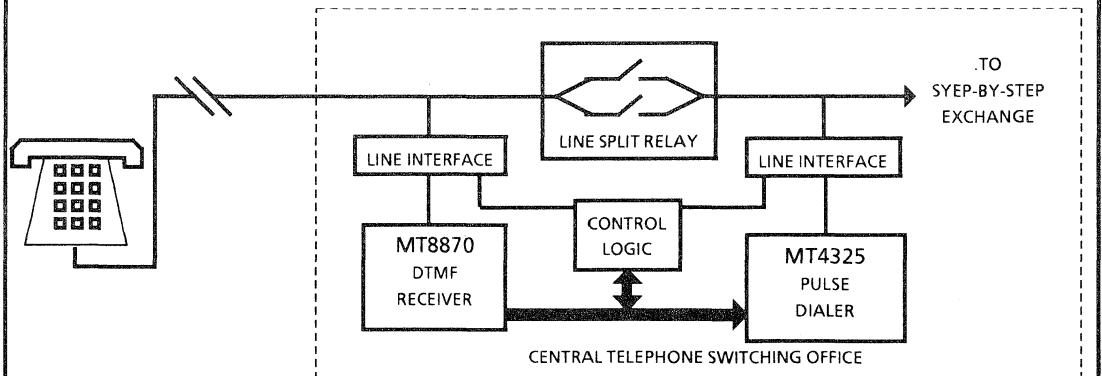 .TO
SYEP-BY-STEP
EXCHANGE
LINE SPLIT RELAY
LINE INTERFACE
LINE INTERFACE
CONTROL
LOGIC
MT8870
DTMF
RECEIVER
MT4325
PULSE
DIALER
CENTRAL TELEPHONE SWITCHING OFFICE